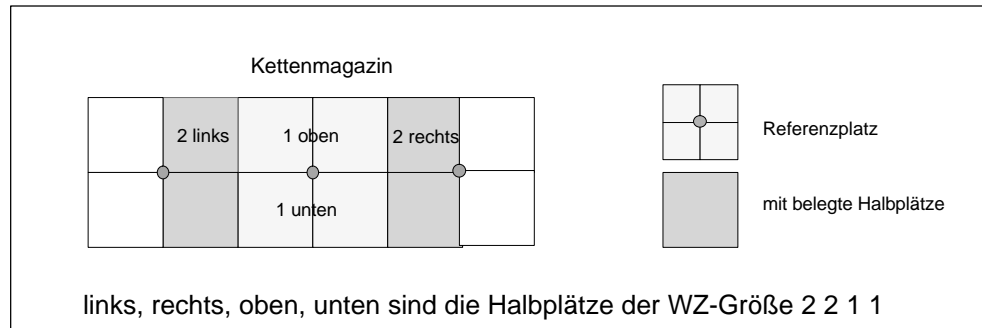 Kettenmagazin
2 links
1 oben
2 rechts
1 unten
Referenzplatz
mit belegte Halbplätze
links, rechts, oben, unten sind die Halbplätze der WZ-Größe 2 2 1 1